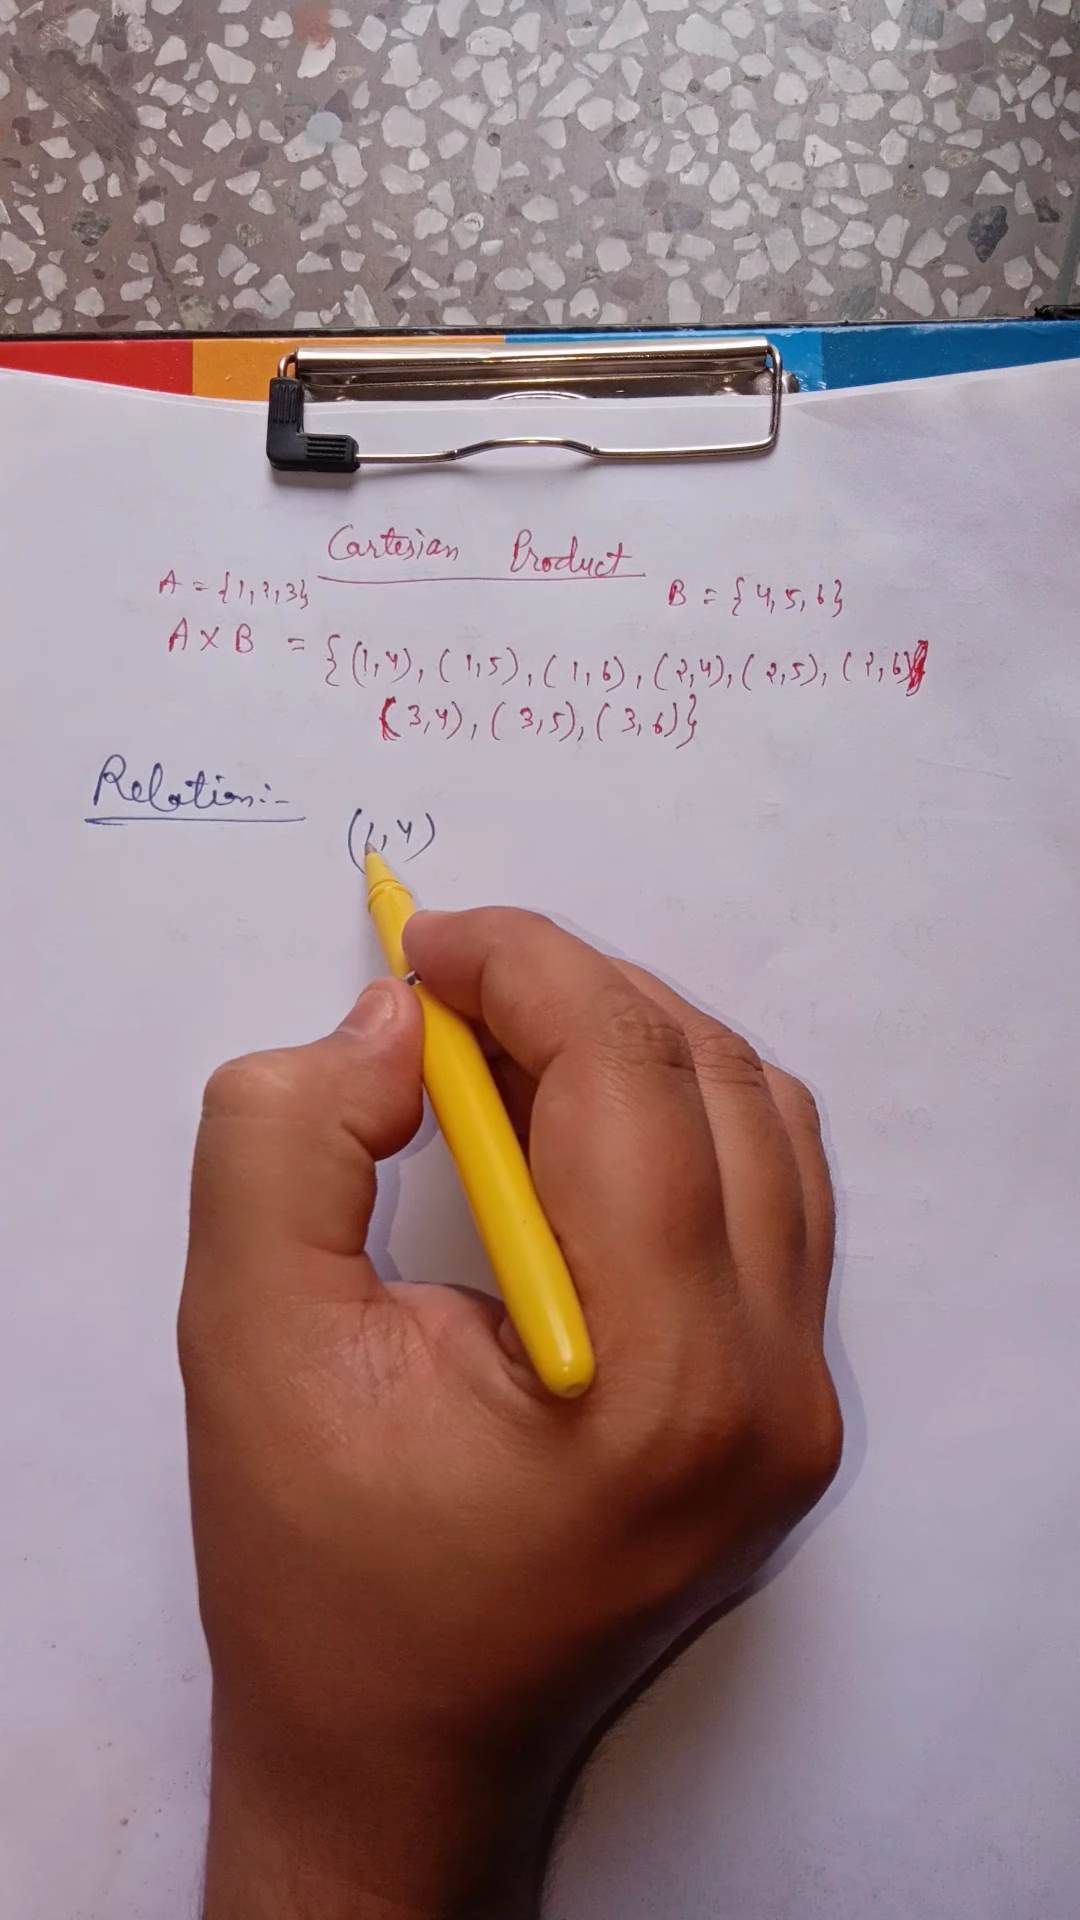 Cartesian Product
A = {1,2,3} B = {4,5,6}
A X B = {(1,4), (1,5), (1,6), (2,4), (2,5), (2,6)
(3,4), (3,5), (3,6)}
Relation:-
(1,4)